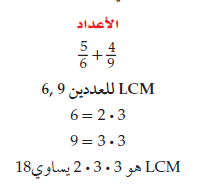 الأعداد
5/6 + 4/9
LCM للعددين 6, 9
6 = 2 • 3
9 = 3 • 3
LCM هو 2 • 3 • 3 يساوي18